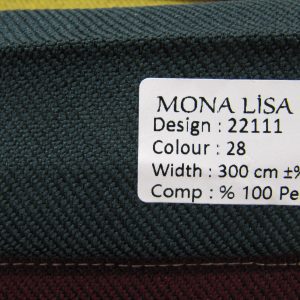 MONA LİSA
Design : 22111
Colour : 28
Width : 300 cm ±%
Comp : % 100 Pe